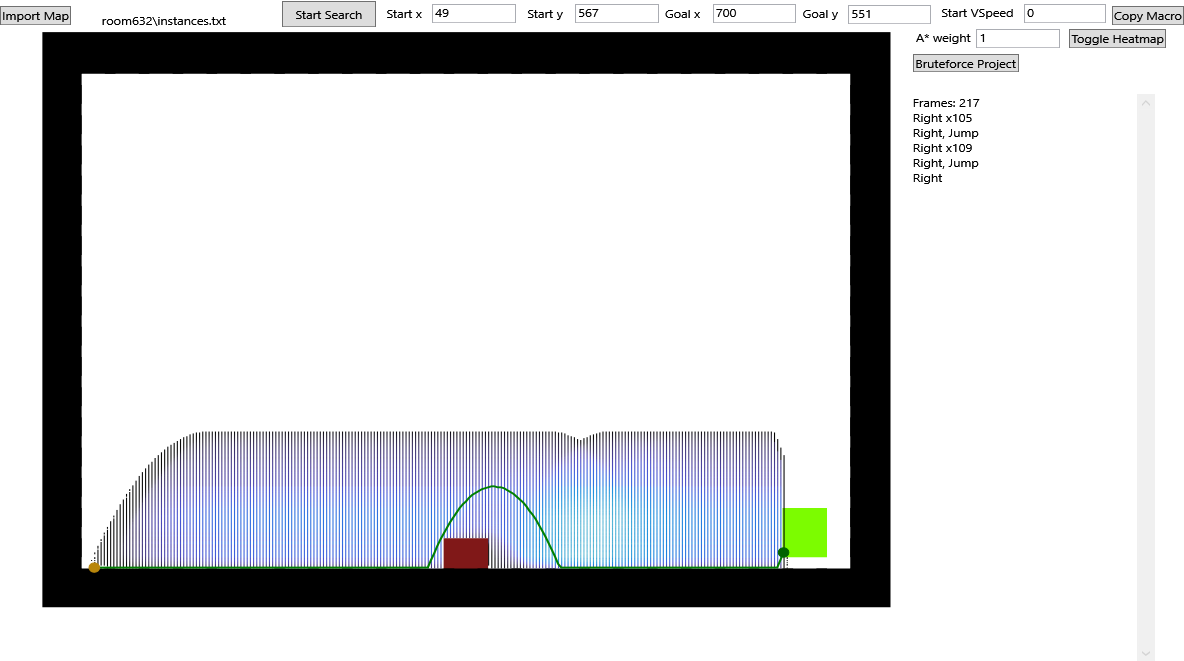 Import Map room632\instances.txt Start Search Start x 49 Start y 567 Goal x 700 Goal y 551 Start VSpeed 0 Copy Macro
A* weight 1 Toggle Heatmap
Bruteforce Project
Frames: 217
Right x105
Right, Jump
Right x109
Right, Jump
Right